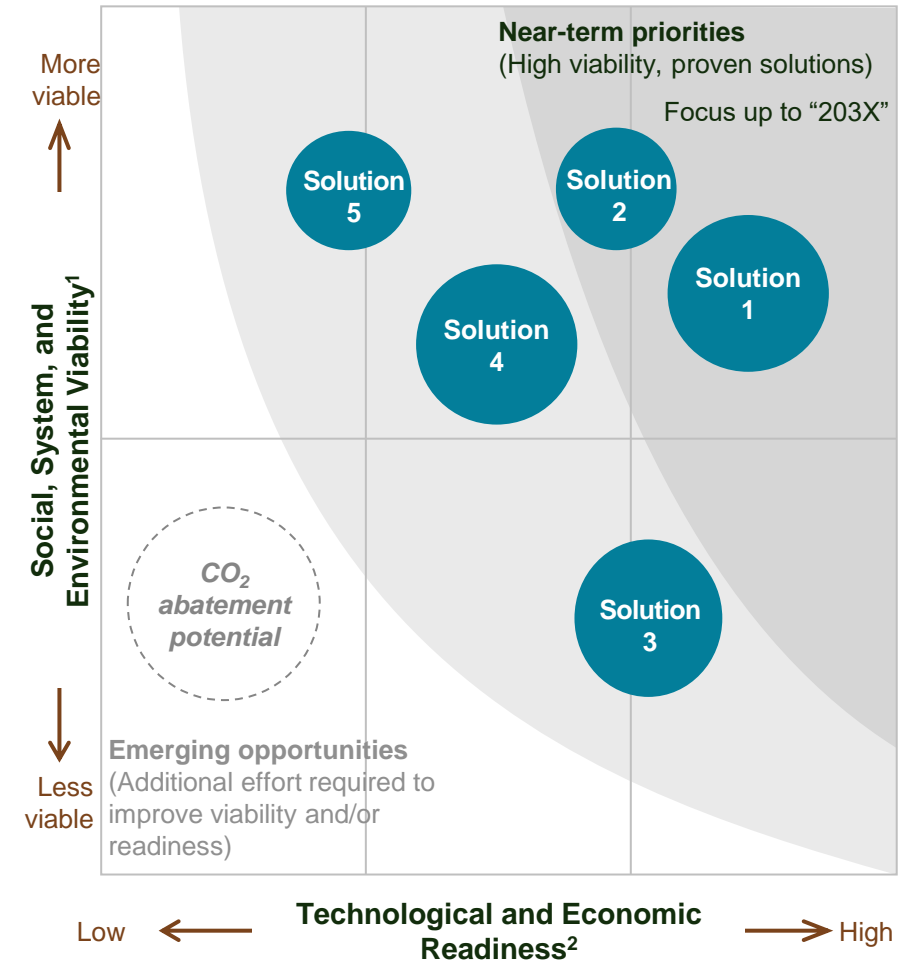 Near-term priorities
(High viability, proven solutions)
Focus up to “203X”
More
viable
Solution
5
Solution
2
Solution
1
Solution
4
Social, System, and
Environmental Viability1
CO2
abatement
potential
Solution
3
Emerging opportunities
(Additional effort required to
improve viability and/or
readiness)
Less
viable
Low
Technological and Economic
Readiness2
High